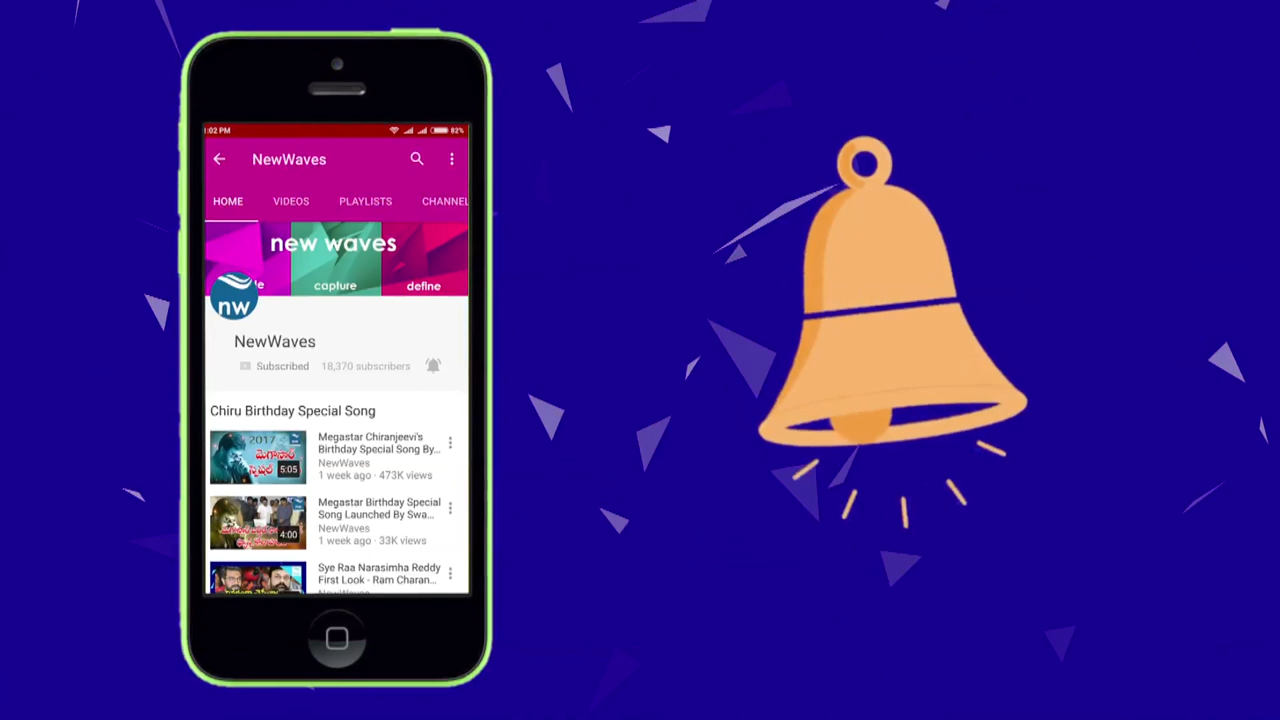 1:02 PM
82%
NewWaves
HOME
VIDEOS
PLAYLISTS
CHANNEL
new waves
capture
define
nw
NewWaves
Subscribed
18,370 subscribers
Chiru Birthday Special Song
2017
మెగాస్టార్
స్పెషల్
5:05
Megastar Chiranjeevi's
Birthday Special Song By...
NewWaves
1 week ago · 473K views
4:00
Megastar Birthday Special
Song Launched By Swa...
NewWaves
1 week ago · 33K views
Sye Raa Narasimha Reddy
First Look - Ram Charan...
NewWaves